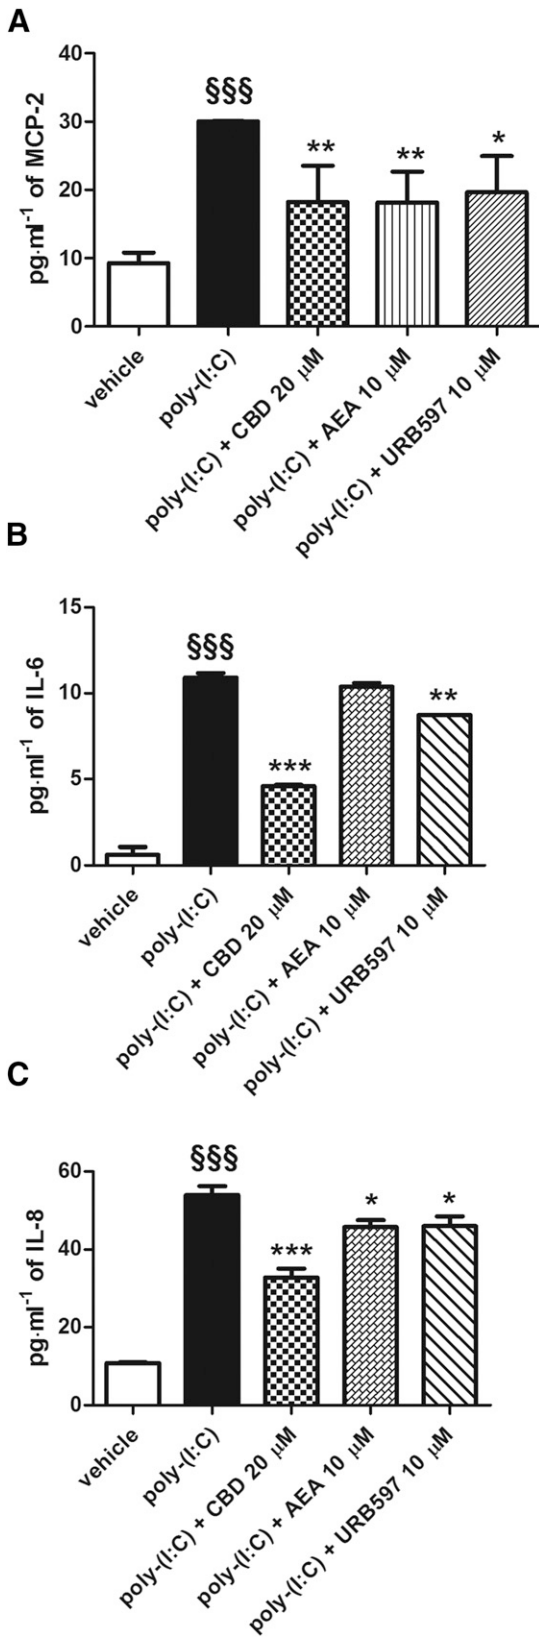 A
pg·ml⁻¹ of MCP-2
40
30
20
10
0
§§§
**
**
*
vehicle
poly-(I:C)
poly-(I:C) + CBD 20 μM
poly-(I:C) + AEA 10 μM
poly-(I:C) + URB597 10 μM
B
pg·ml⁻¹ of IL-6
15
10
5
0
§§§
***
**
vehicle
poly-(I:C)
poly-(I:C) + CBD 20 μM
poly-(I:C) + AEA 10 μM
poly-(I:C) + URB597 10 μM
C
pg·ml⁻¹ of IL-8
60
40
20
0
§§§
***
*
*
vehicle
poly-(I:C)
poly-(I:C) + CBD 20 μM
poly-(I:C) + AEA 10 μM
poly-(I:C) + URB597 10 μM